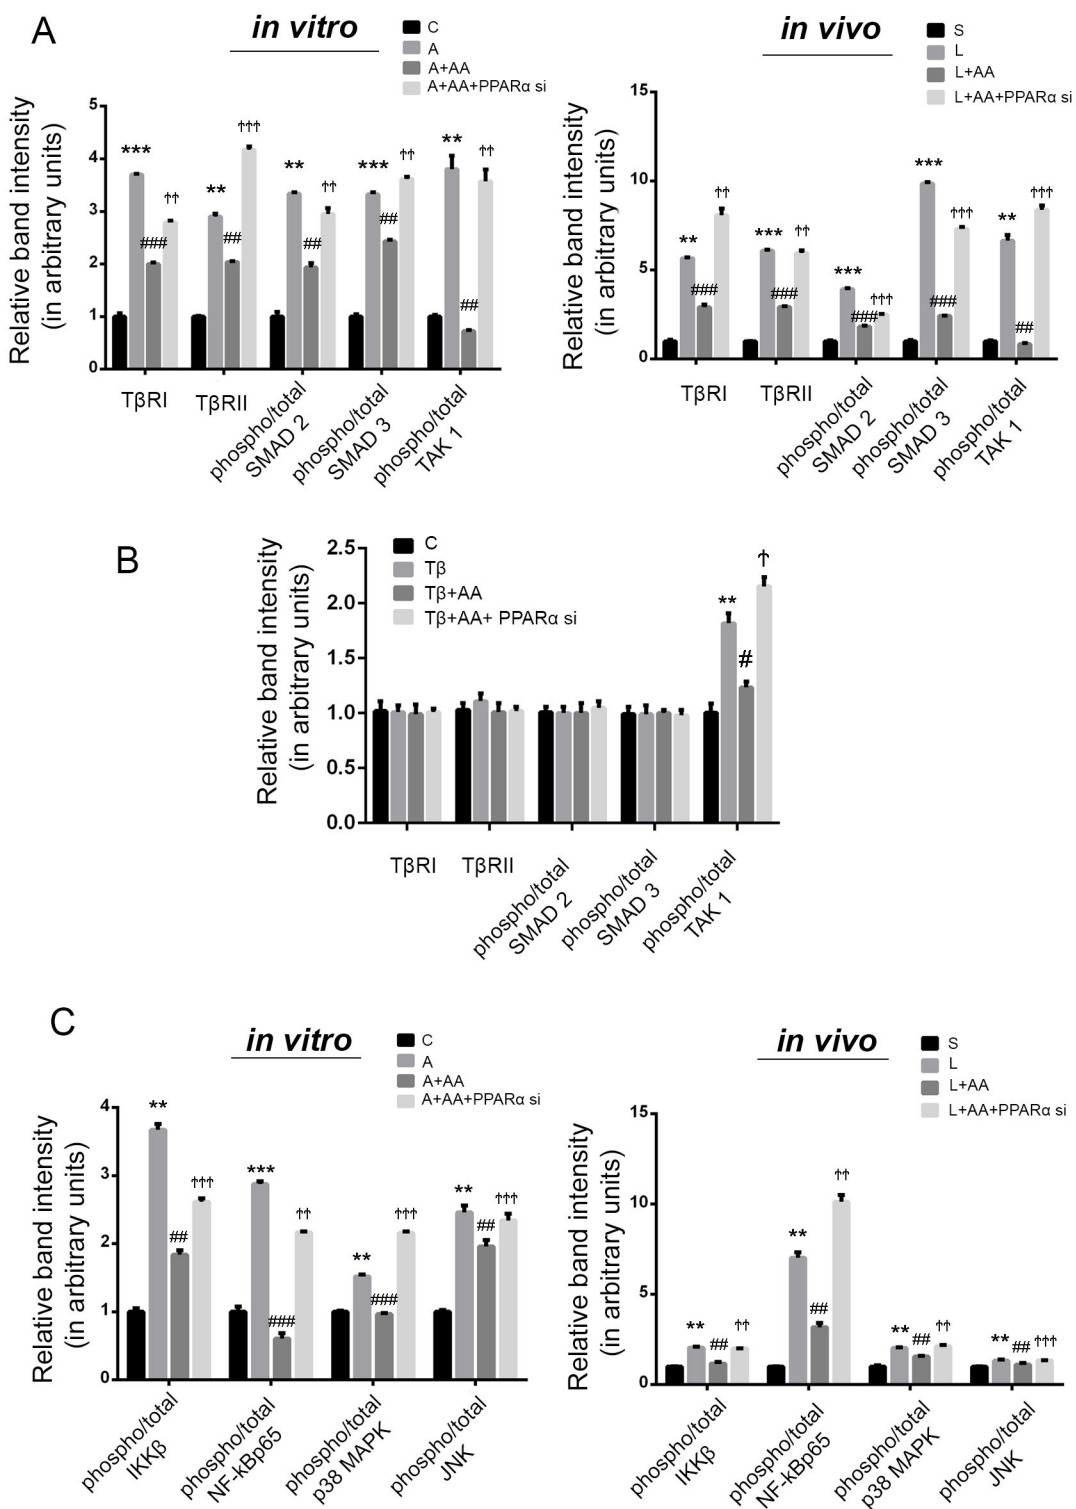 A
in vitro
C
A
A+AA
A+AA+PPARα si
Relative band intensity
(in arbitrary units)
5
4
3
2
1
0
***
###
††
**
##
†††
**
##
††
***
##
††
**
##
††
TβRI
TβRII
phospho/total
SMAD 2
phospho/total
SMAD 3
phospho/total
TAK 1
in vivo
S
L
L+AA
L+AA+PPARα si
Relative band intensity
(in arbitrary units)
15
10
5
0
**
###
††
***
###
††
***
###
†††
***
###
†††
**
##
†††
TβRI
TβRII
phospho/total
SMAD 2
phospho/total
SMAD 3
phospho/total
TAK 1
B
C
Tβ
Tβ+AA
Tβ+AA+ PPARα si
Relative band intensity
(in arbitrary units)
2.5
2.0
1.5
1.0
0.5
0.0
**
#
†
TβRI
TβRII
phospho/total
SMAD 2
phospho/total
SMAD 3
phospho/total
TAK 1
C
in vitro
C
A
A+AA
A+AA+PPARα si
Relative band intensity
(in arbitrary units)
4
3
2
1
0
**
##
†††
***
###
††
**
###
†††
**
##
†††
phospho/total
IKKβ
phospho/total
NF-kBp65
phospho/total
p38 MAPK
phospho/total
JNK
in vivo
S
L
L+AA
L+AA+PPARα si
Relative band intensity
(in arbitrary units)
15
10
5
0
**
##
††
**
##
††
**
##
††
**
##
†††
phospho/total
IKKβ
phospho/total
NF-kBp65
phospho/total
p38 MAPK
phospho/total
JNK